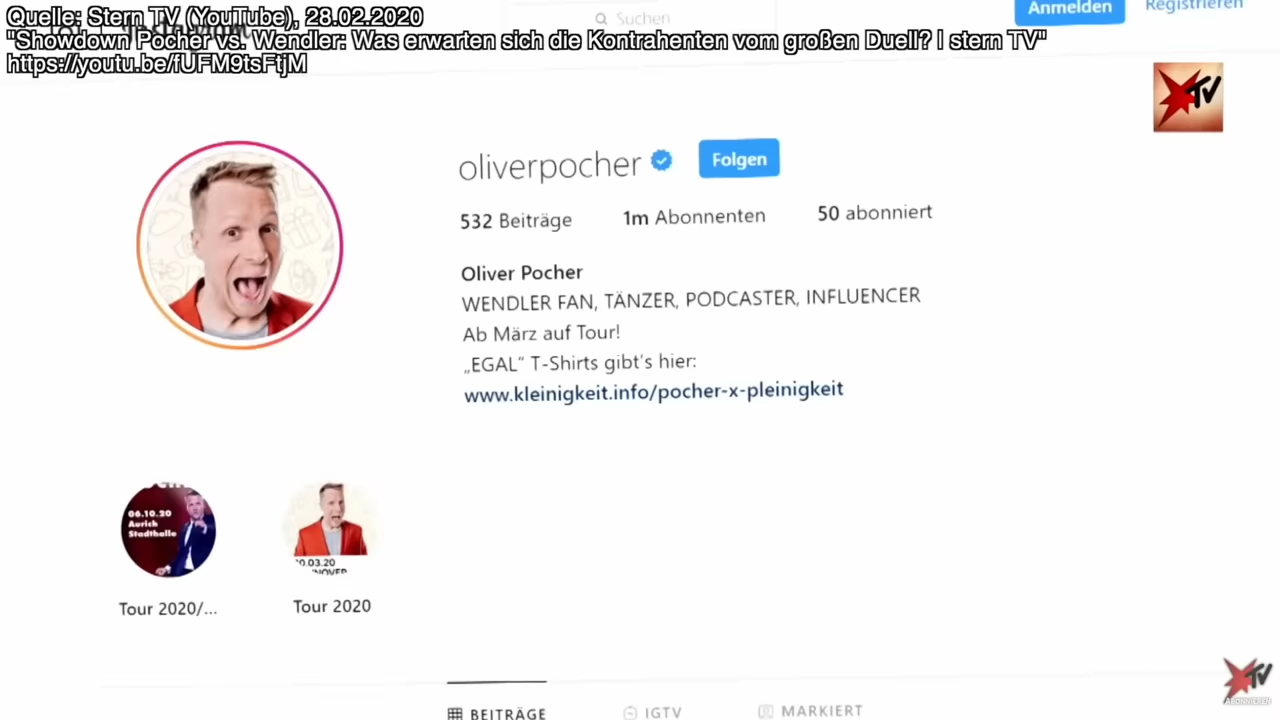 Quelle: Stern TV (YouTube), 28.02.2020
"Showdown Pocher vs. Wendler: Was erwarten sich die Kontrahenten vom großen Duell? I stern TV"
https://youtu.be/fUFM9tsFtjM
Suchen
Anmelden
Registrieren
TV
oliverpocher
Folgen
532 Beiträge
1m Abonnenten
50 abonniert
Oliver Pocher
WENDLER FAN, TÄNZER, PODCASTER, INFLUENCER
Ab März auf Tour!
„EGAL“ T-Shirts gibt's hier:
www.kleinigkeit.info/pocher-x-pleinigkeit
06.10.20
Aurich
Stadthalle
Tour 2020/...
Tour 2020
BEITRÄGE
IGTV
MARKIERT
TV
ABONNIEREN